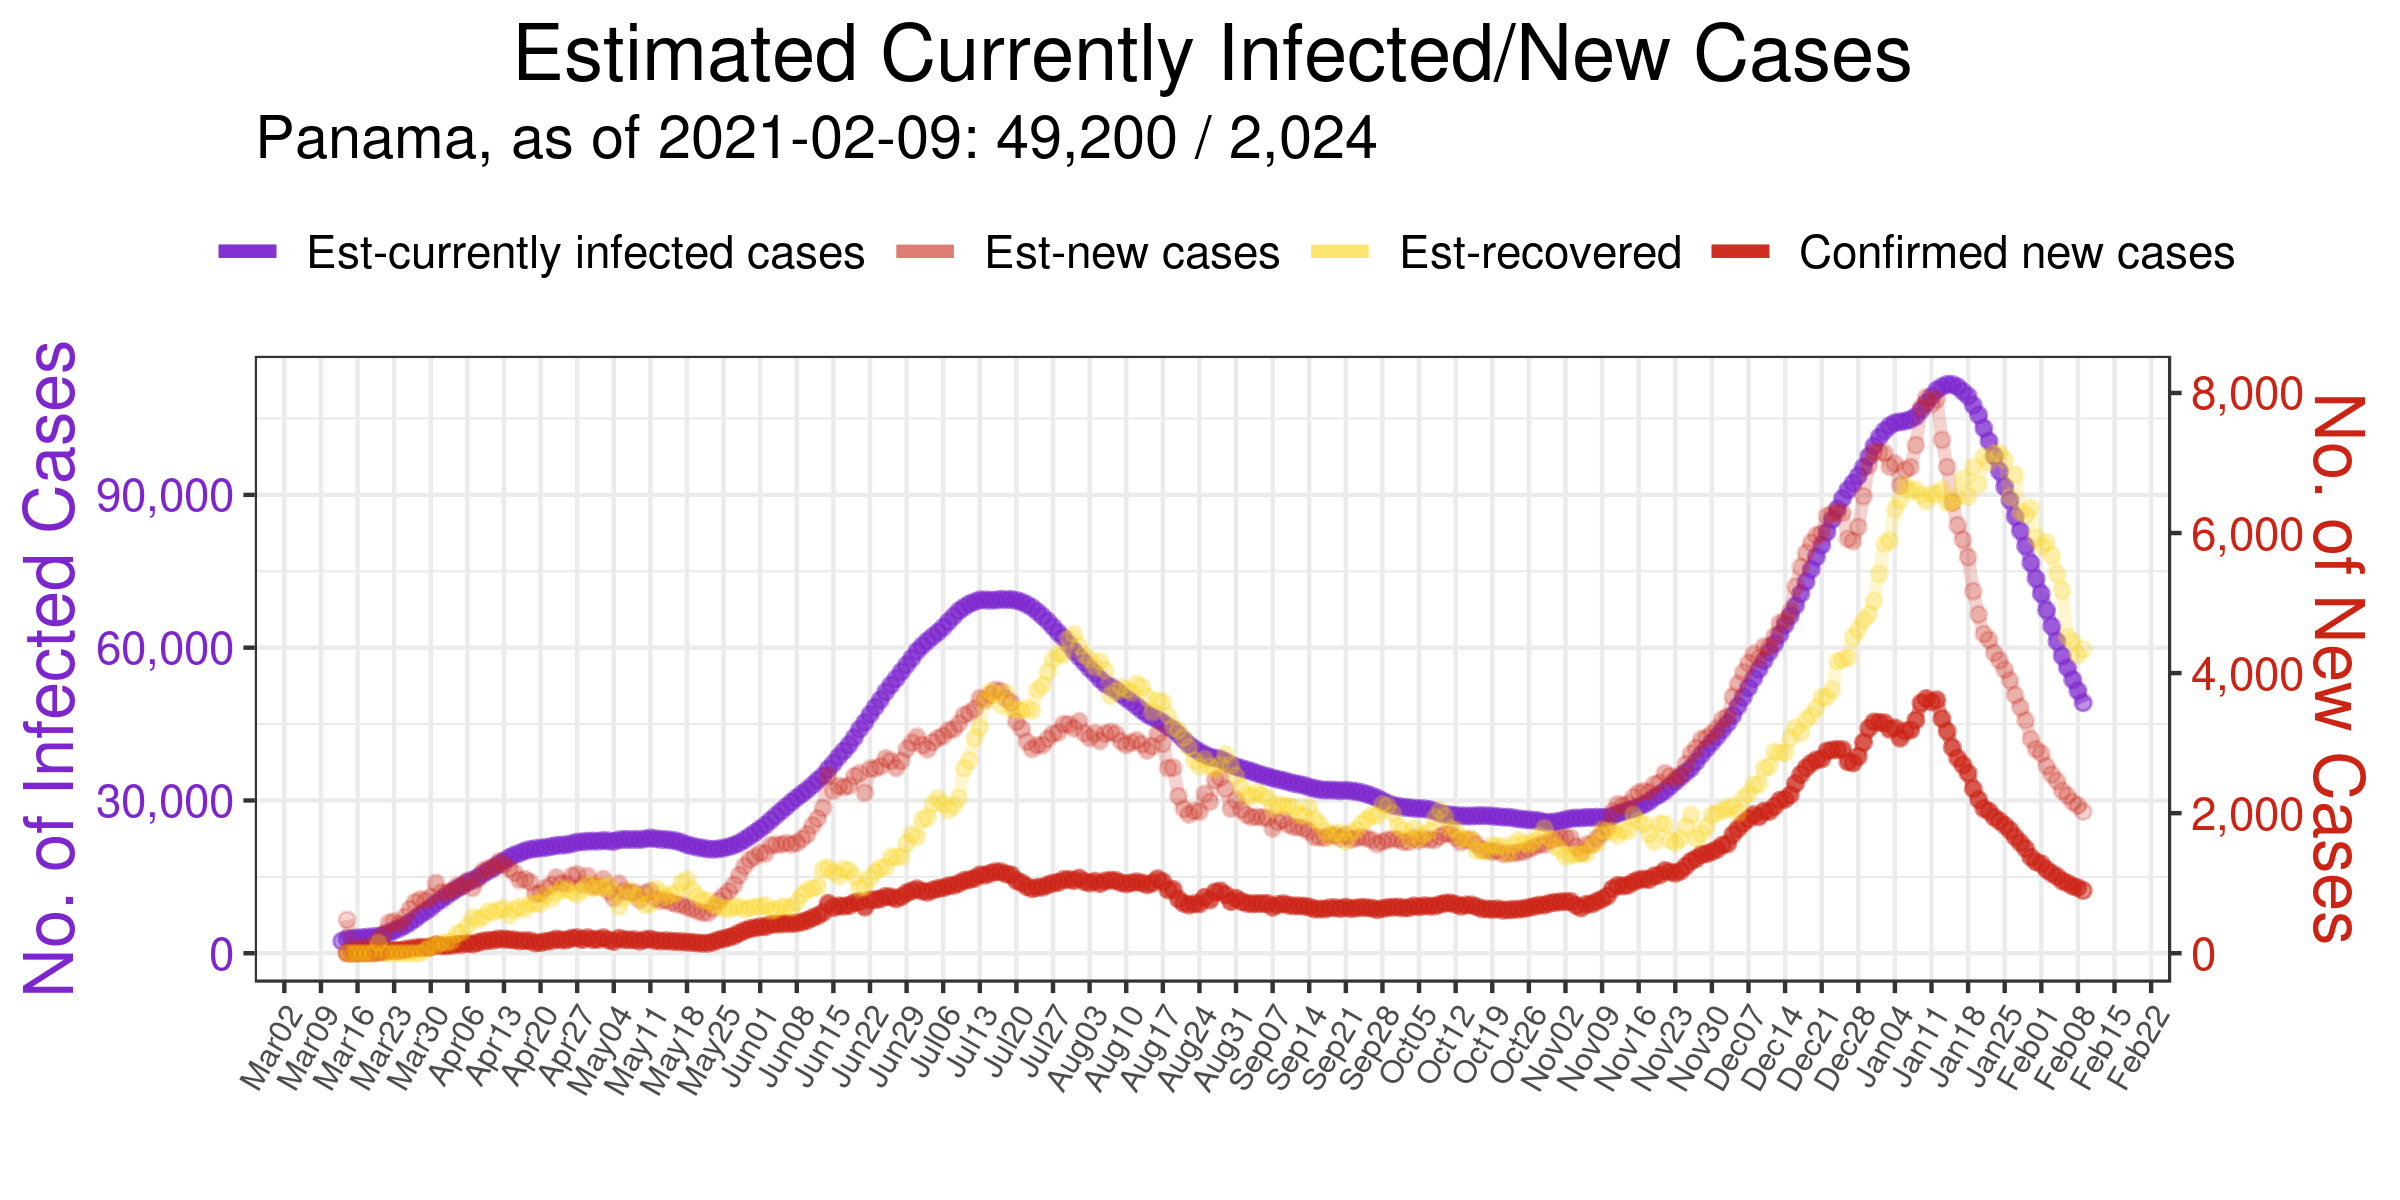 Estimated Currently Infected/New Cases
Panama, as of 2021-02-09: 49,200 / 2,024
Est-currently infected cases Est-new cases Est-recovered Confirmed new cases
No. of Infected Cases
90,000
60,000
30,000
0
8,000
6,000
4,000
2,000
0
No. of New Cases
Mar02 Mar09 Mar16 Mar23 Mar30 Apr06 Apr13 Apr20 Apr27 May04 May11 May18 May25 Jun01 Jun08 Jun15 Jun22 Jun29 Jul06 Jul13 Jul20 Jul27 Aug03 Aug10 Aug17 Aug24 Aug31 Sep07 Sep14 Sep21 Sep28 Oct05 Oct12 Oct19 Oct26 Nov02 Nov09 Nov16 Nov23 Nov30 Dec07 Dec14 Dec21 Dec28 Jan04 Jan11 Jan18 Jan25 Feb01 Feb08 Feb15 Feb22